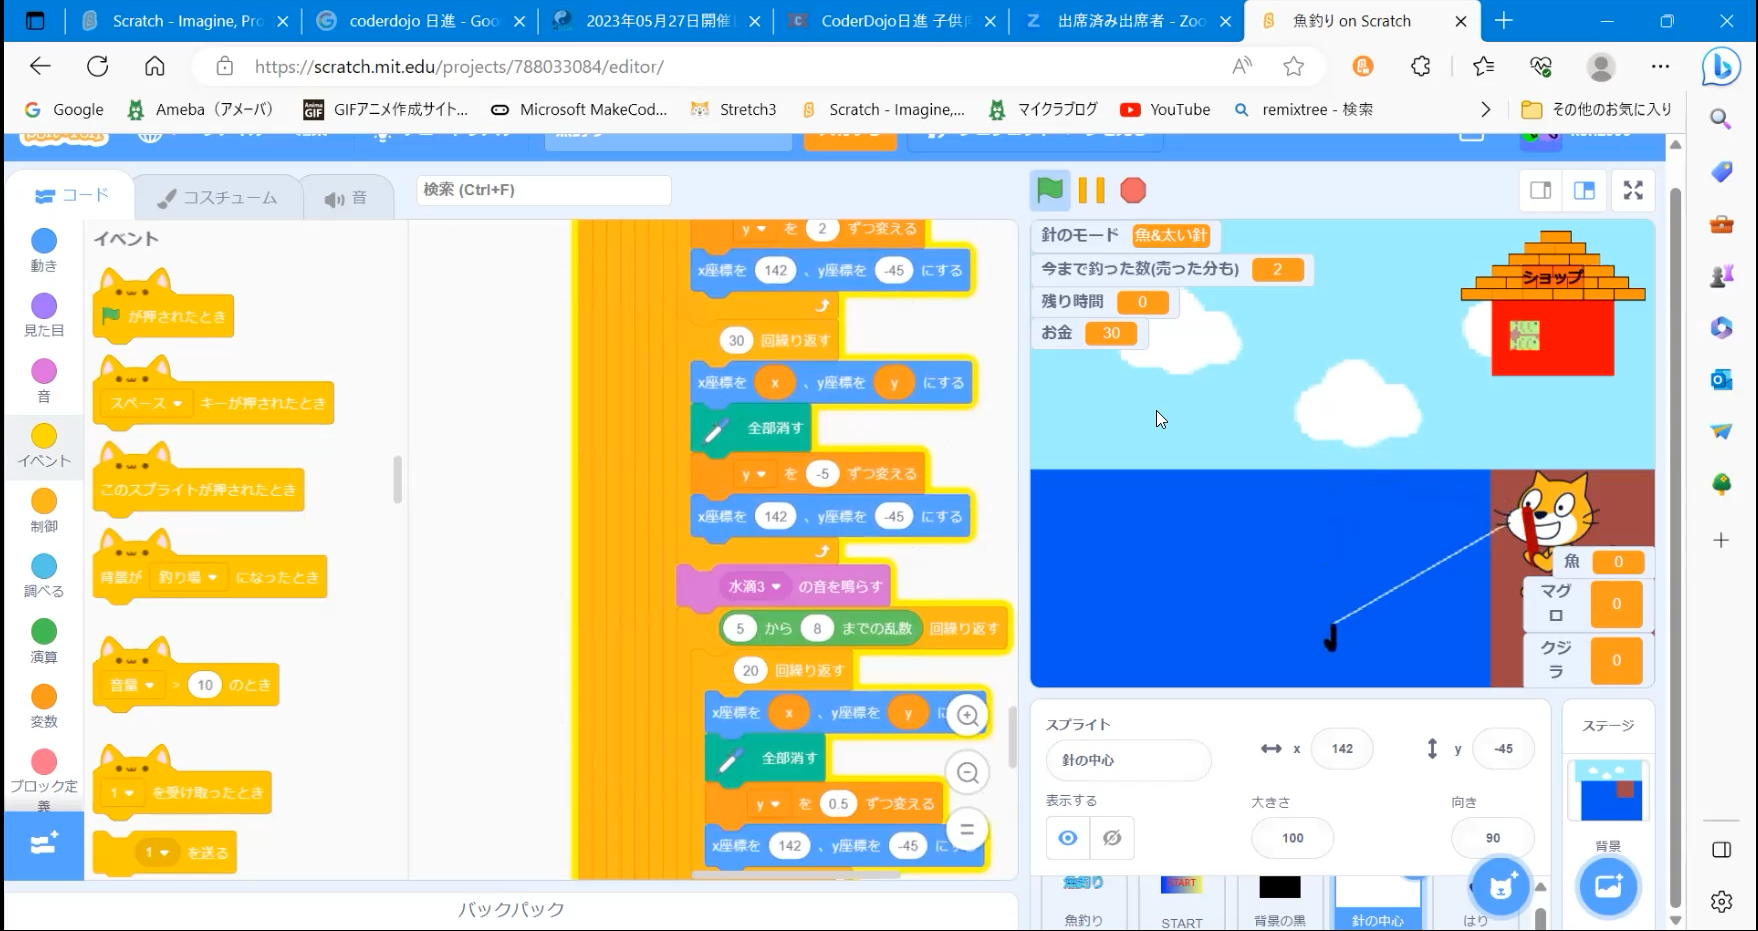 Scratch - Imagine, Pro
coderdojo 日進 - Goo
2023年05月27日開催
CoderDojo日進 子供
出席済み出席者 - Zoo
魚釣り on Scratch
https://scratch.mit.edu/projects/788033084/editor/
Google
Ameba（アメーバ）
GIFアニメ作成サイト...
Microsoft MakeCod...
Stretch3
Scratch - Imagine,...
マイクラブログ
YouTube
remixtree - 検索
その他のお気に入り
コード
コスチューム
音
検索 (Ctrl+F)
動き
見た目
音
イベント
制御
調べる
演算
変数
ブロック定義
イベント
が押されたとき
スペース キーが押されたとき
このスプライトが押されたとき
背景が 釣り場 になったとき
音量 > 10 のとき
1 を受け取ったとき
1 を送る
y を 2 ずつ変える
x座標を 142 、y座標を -45 にする
30 回繰り返す
x座標を x 、y座標を y にする
全部消す
y を -5 ずつ変える
x座標を 142 、y座標を -45 にする
水滴3 の音を鳴らす
5 から 8 までの乱数 回繰り返す
20 回繰り返す
x座標を x 、y座標を y に
全部消す
y を 0.5 ずつ変える
x座標を 142 、y座標を -45 に
バックパック
針のモード 魚&太い針
今まで釣った数(売った分も) 2
残り時間 0
お金 30
ショップ
魚 0
マグロ 0
クジラ 0
スプライト
針の中心
x 142
y -45
表示する
大きさ
100
向き
90
ステージ
背景
魚釣り
魚釣り
START
START
背景の黒
針の中心
はり